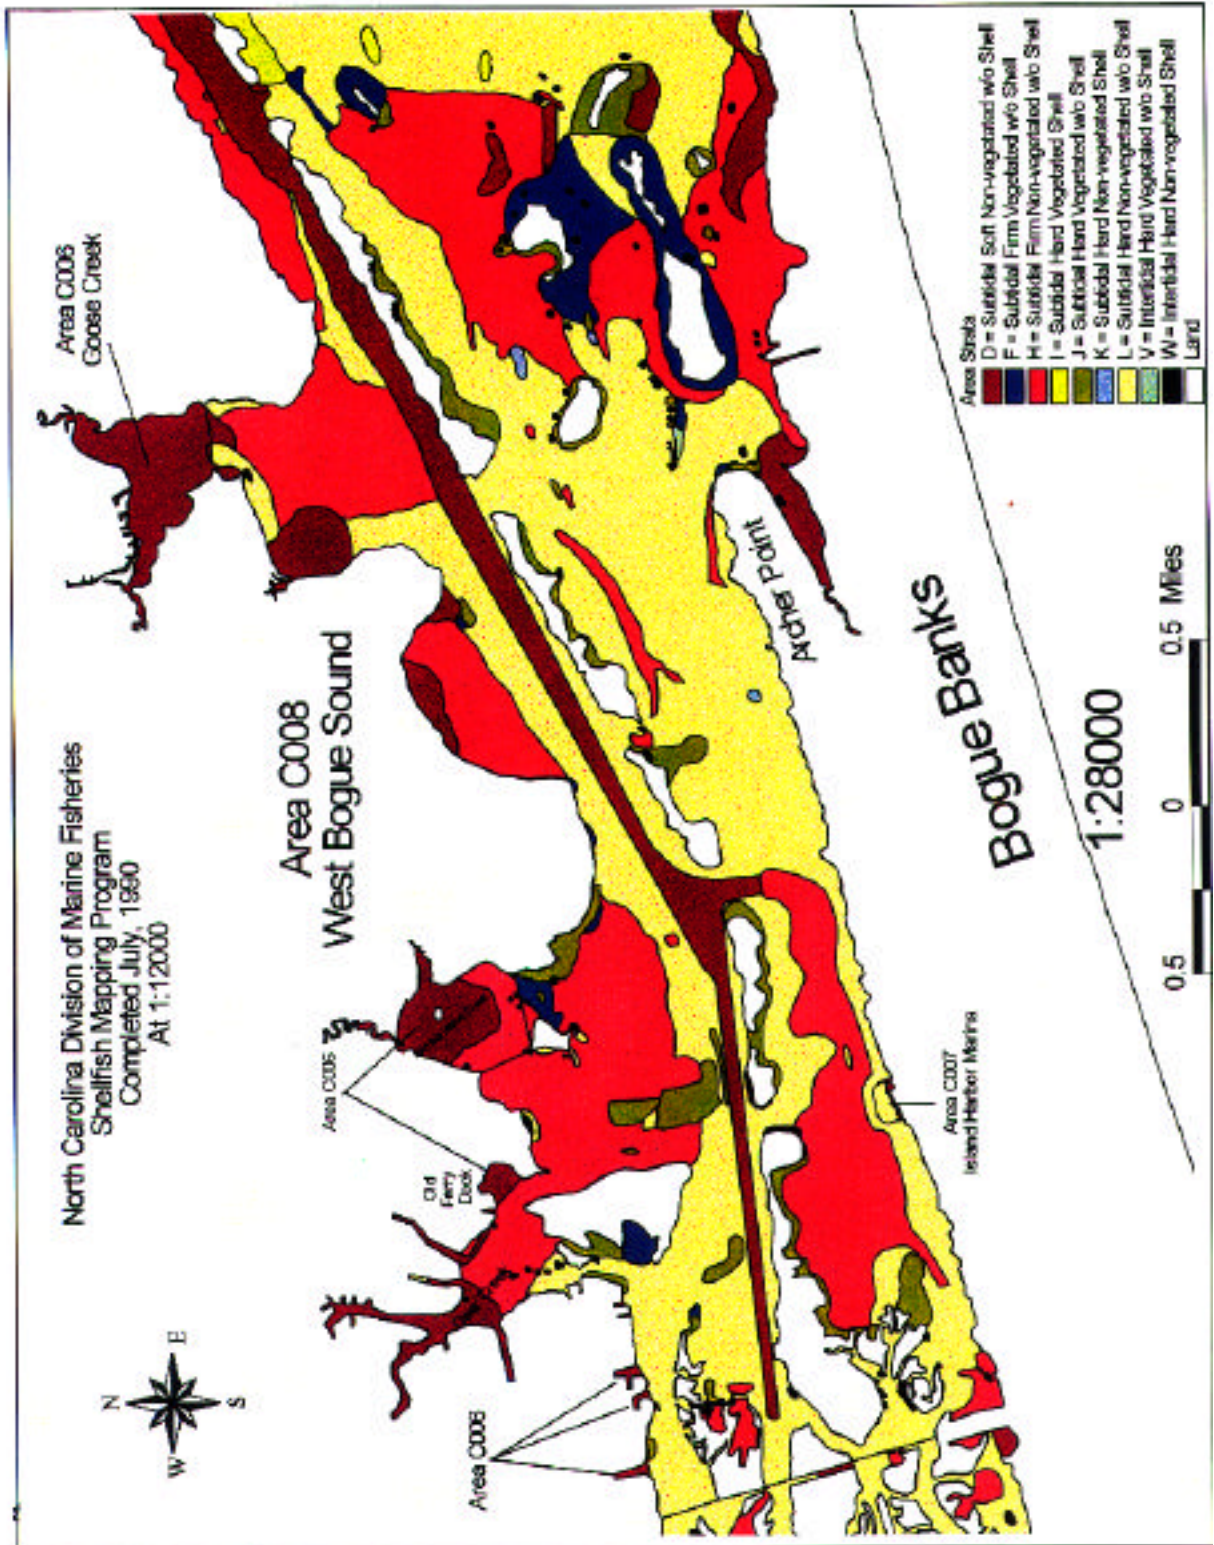 North Carolina Division of Marine Fisheries
Shellfish Mapping Program
Completed July, 1990
At 1:12000
N
W
E
S
Area C008
West Bogue Sound
Area C006
Goose Creek
Area C006
Old
Ferry
Dock
Area C006
Archer Point
Bogue Banks
Area C007
Island Harbor Marina
1:28000
0.5
0
0.5 Miles
Area Strata
D = Subtidal Soft Non-vegetated w/o Shell
F = Subtidal Firm Vegetated w/o Shell
H = Subtidal Firm Non-vegetated w/o Shell
I = Subtidal Hard Vegetated Shell
J = Subtidal Hard Vegetated w/o Shell
K = Subtidal Hard Non-vegetated Shell
L = Subtidal Hard Non-vegetated w/o Shell
V = Intertidal Hard Vegetated w/o Shell
W = Intertidal Hard Non-vegetated Shell
Land